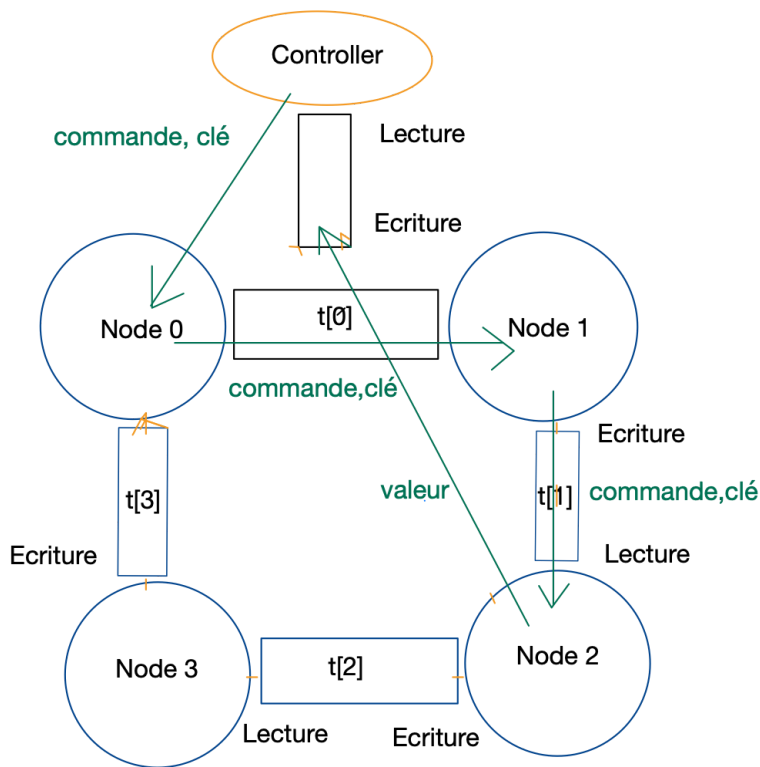 Controller
commande, clé
Lecture
Ecriture
Node 0
t[0]
Node 1
commande,clé
Ecriture
t[3]
valeur
t[1]
commande,clé
Ecriture
Lecture
Node 3
t[2]
Node 2
Lecture
Ecriture